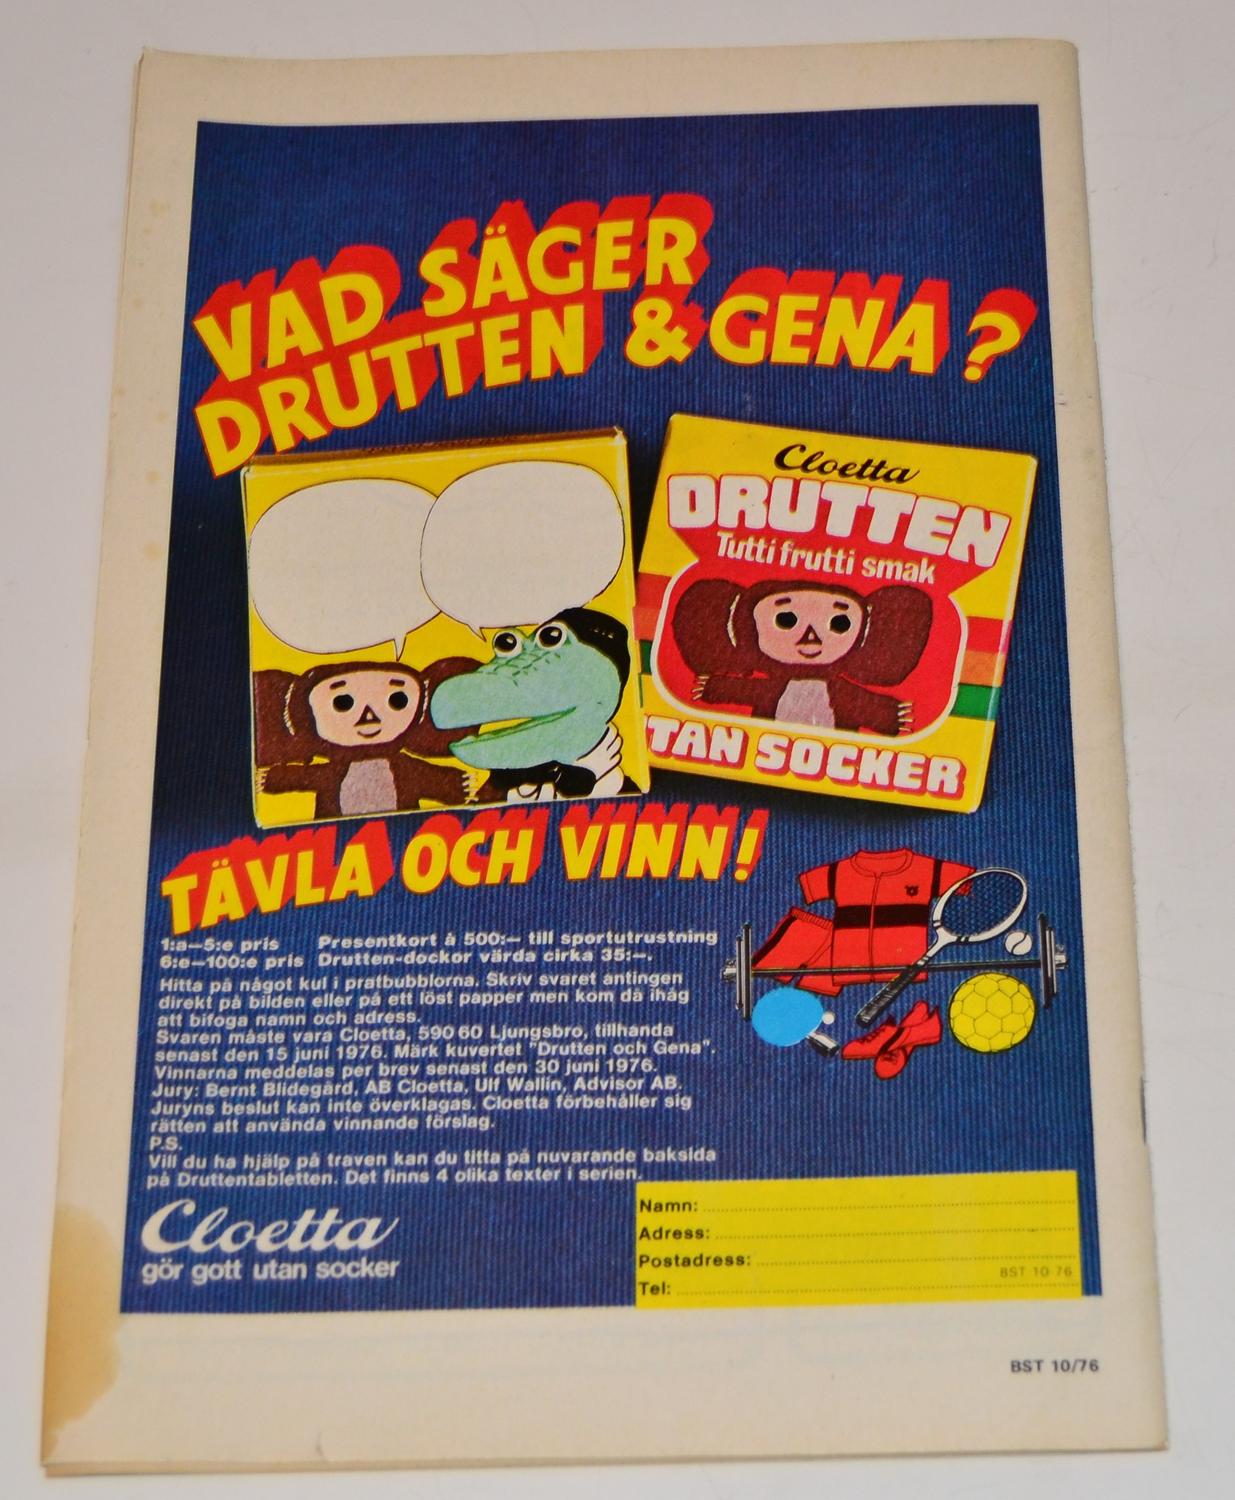 VAD SÄGER
DRUTTEN & GENA?
Cloetta
DRUTTEN
Tutti frutti smak
UTAN SOCKER
TÄVLA OCH VINN!
1:a—5:e pris Presentkort à 500:— till sportutrustning
6:e—100:e pris Drutten-dockor värda cirka 35:—.
Hitta på något kul i pratbubblorna. Skriv svaret antingen
direkt på bilden eller på ett löst papper men kom då ihåg
att bifoga namn och adress.
Svaren måste vara Cloetta, 590 60 Ljungsbro, tillhanda
senast den 15 juni 1976. Märk kuvertet "Drutten och Gena".
Vinnarna meddelas per brev senast den 30 juni 1976.
Jury: Bernt Blidegård, AB Cloetta, Ulf Wallin, Advisor AB.
Juryns beslut kan inte överklagas. Cloetta förbehåller sig
rätten att använda vinnande förslag.
P.S.
Vill du ha hjälp på traven kan du titta på nuvarande baksida
på Druttentabletten. Det finns 4 olika texter i serien.
Cloetta
gör gott utan socker
Namn:
Adress:
Postadress:
BST 10-76
Tel:
BST 10/76